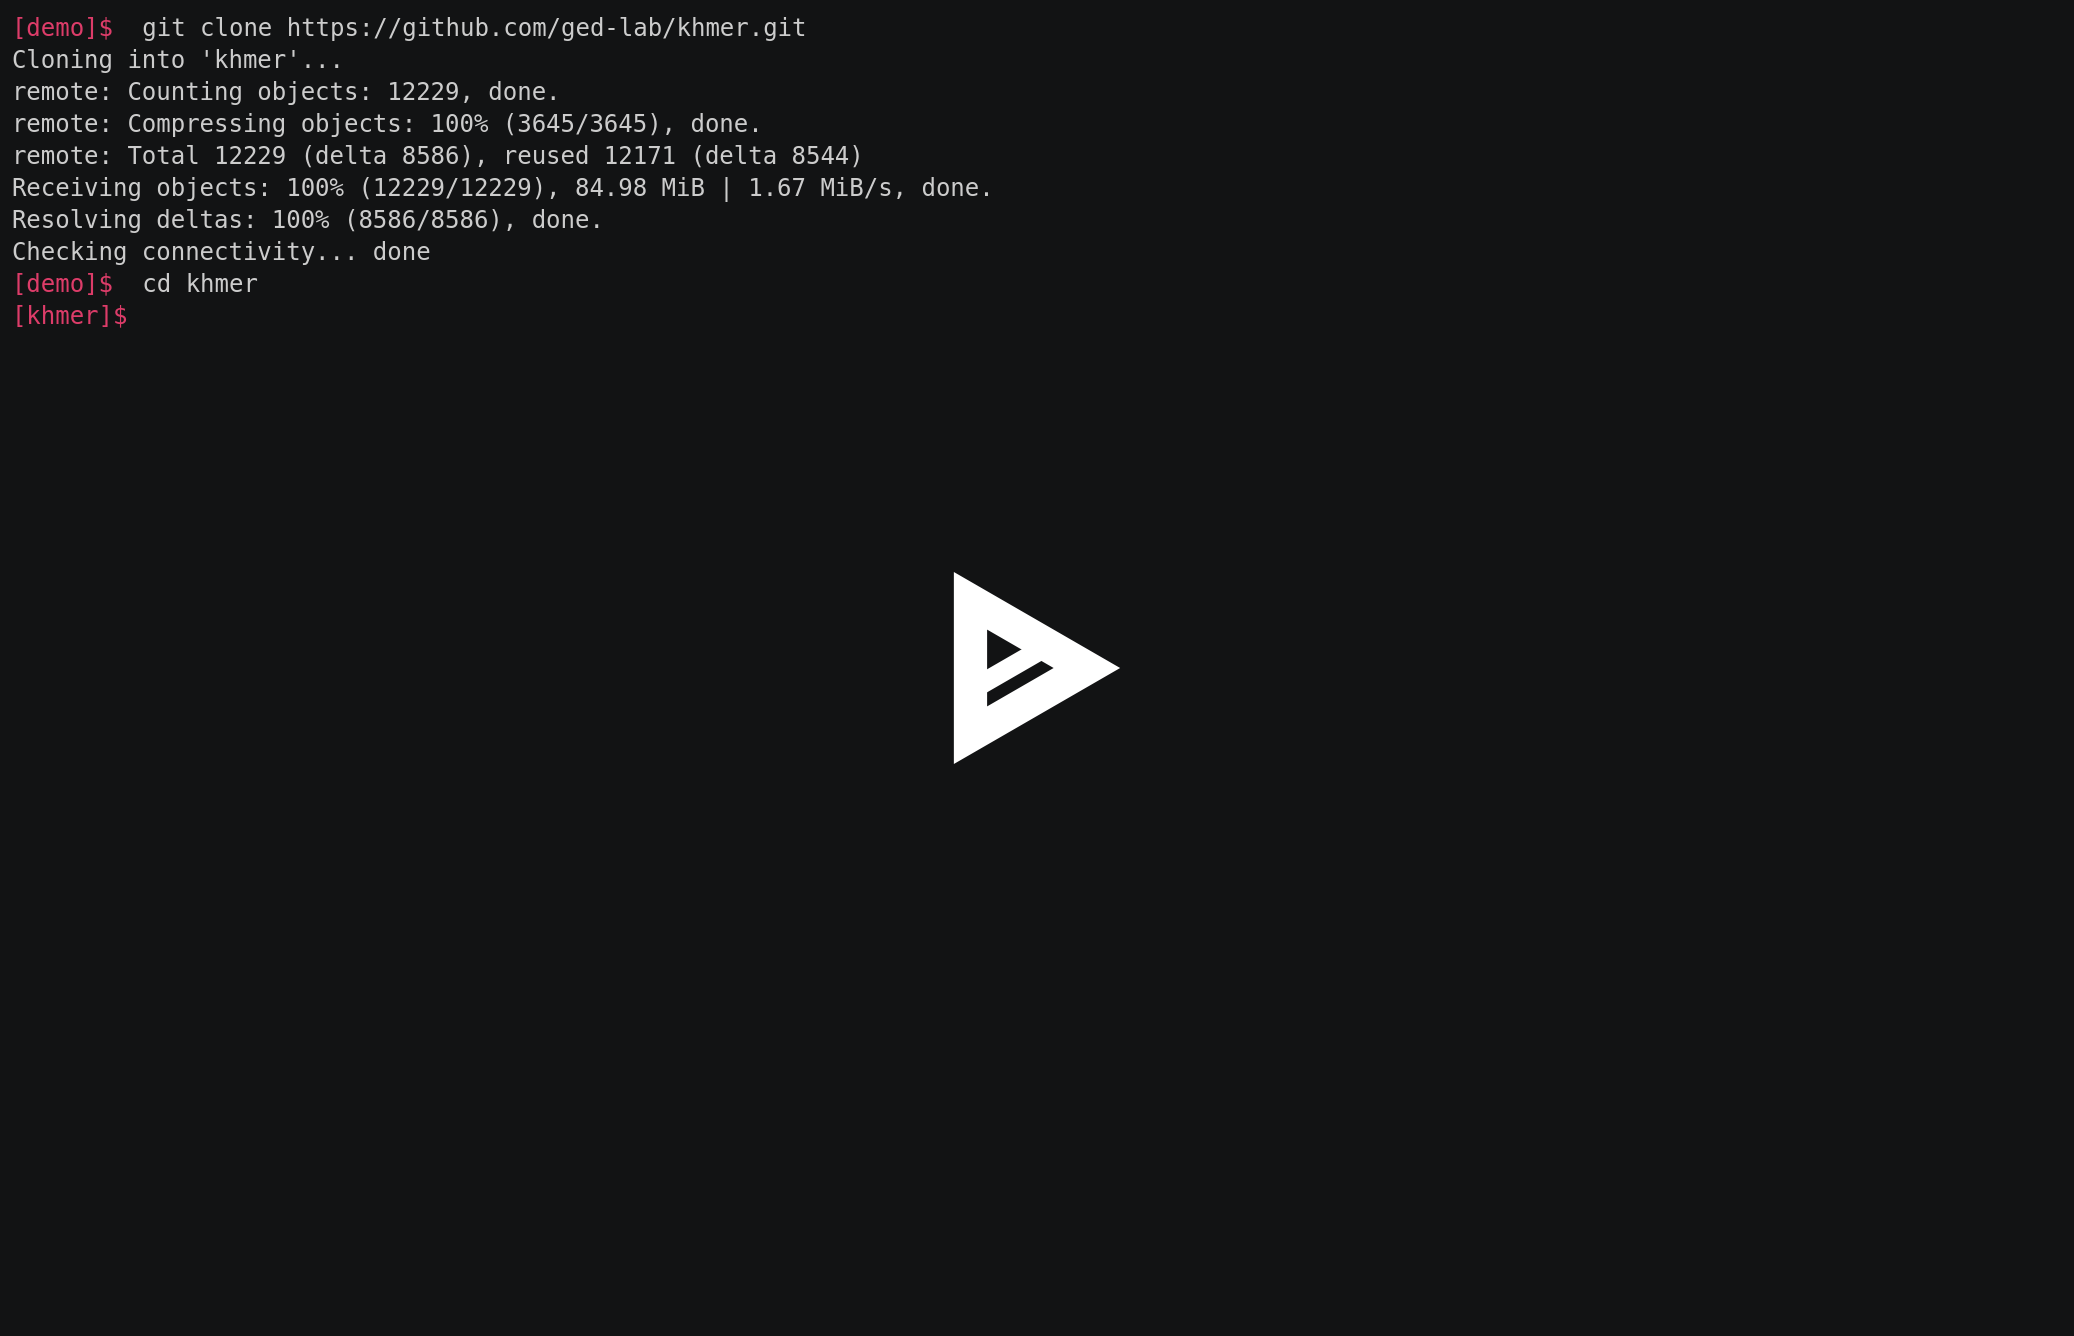 [demo]$  git clone https://github.com/ged-lab/khmer.git
Cloning into 'khmer'...
remote: Counting objects: 12229, done.
remote: Compressing objects: 100% (3645/3645), done.
remote: Total 12229 (delta 8586), reused 12171 (delta 8544)
Receiving objects: 100% (12229/12229), 84.98 MiB | 1.67 MiB/s, done.
Resolving deltas: 100% (8586/8586), done.
Checking connectivity... done
[demo]$  cd khmer
[khmer]$